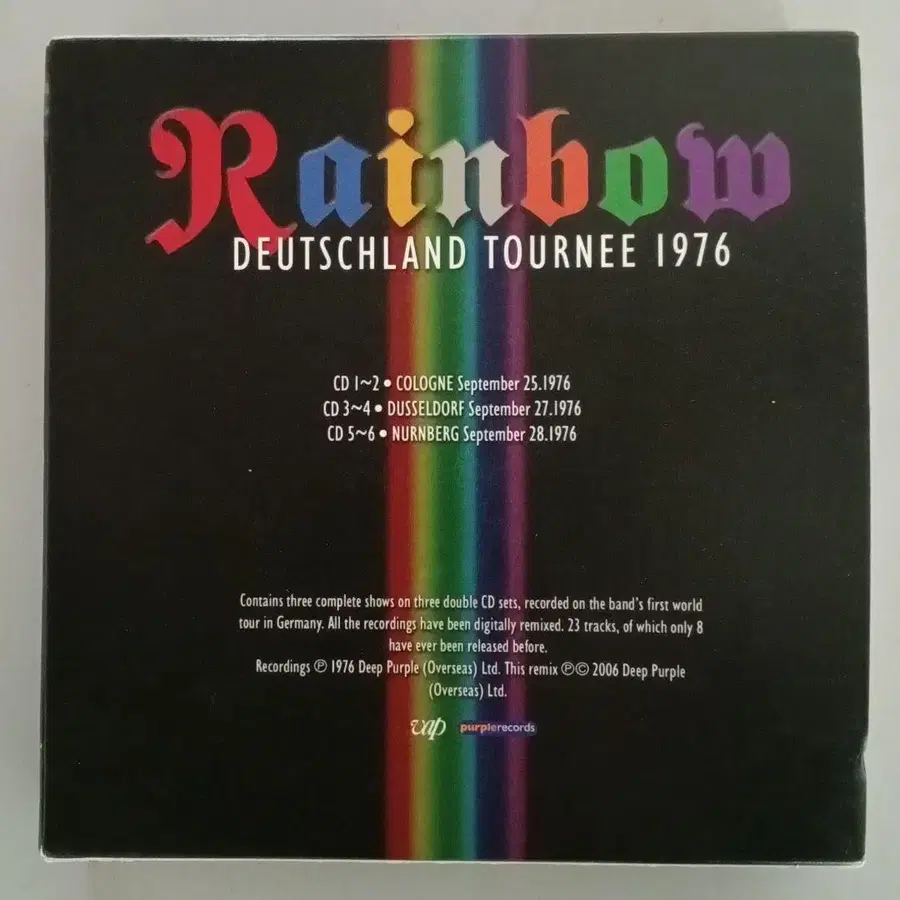 Rainbow
DEUTSCHLAND TOURNEE 1976
CD 1~2 • COLOGNE September 25.1976
CD 3~4 • DUSSELDORF September 27.1976
CD 5~6 • NURNBERG September 28.1976
Contains three complete shows on three double CD sets, recorded on the band's first world
tour in Germany. All the recordings have been digitally remixed. 23 tracks, of which only 8
have ever been released before.
Recordings ℗ 1976 Deep Purple (Overseas) Ltd. This remix ℗© 2006 Deep Purple
(Overseas) Ltd.
vap purplerecords